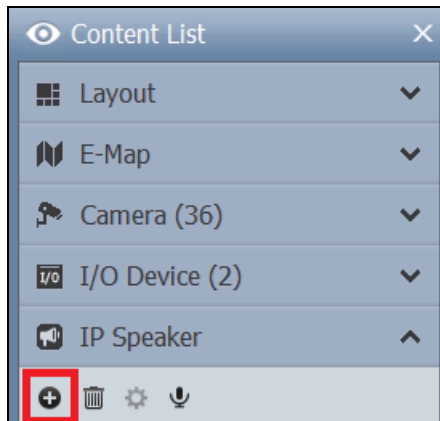 Content List
Layout
E-Map
Camera (36)
I/O I/O Device (2)
IP Speaker